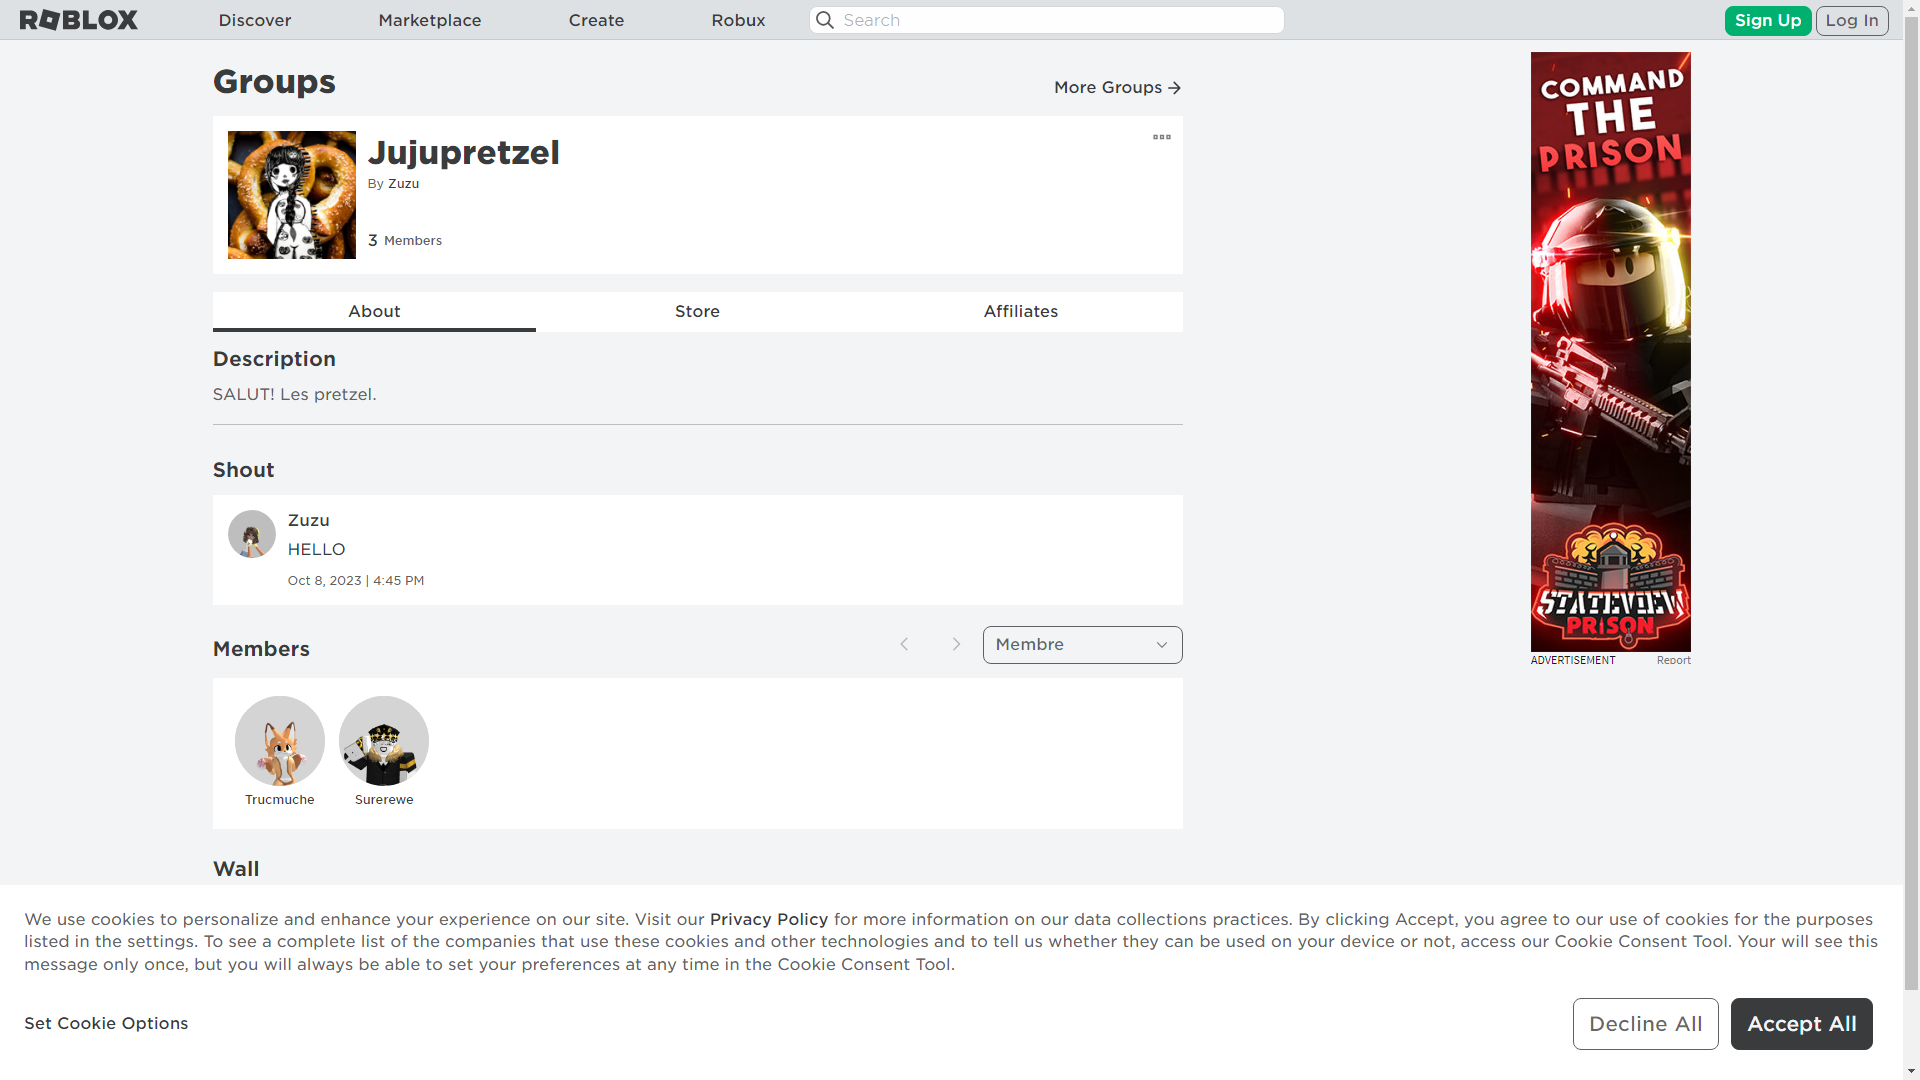 ROBLOX
Discover
Marketplace
Create
Robux
Search
Sign Up
Log In
Groups
More Groups
Jujupretzel
By Zuzu
3 Members
About
Store
Affiliates
Description
SALUT! Les pretzel.
Shout
Zuzu
HELLO
Oct 8, 2023 | 4:45 PM
Members
Membre
Trucmuche
Surerewe
Wall
COMMAND
THE
PRISON
STATEVIEW
PRISON
ADVERTISEMENT
Report
We use cookies to personalize and enhance your experience on our site. Visit our Privacy Policy for more information on our data collections practices. By clicking Accept, you agree to our use of cookies for the purposes
listed in the settings. To see a complete list of the companies that use these cookies and other technologies and to tell us whether they can be used on your device or not, access our Cookie Consent Tool. Your will see this
message only once, but you will always be able to set your preferences at any time in the Cookie Consent Tool.
Set Cookie Options
Decline All
Accept All